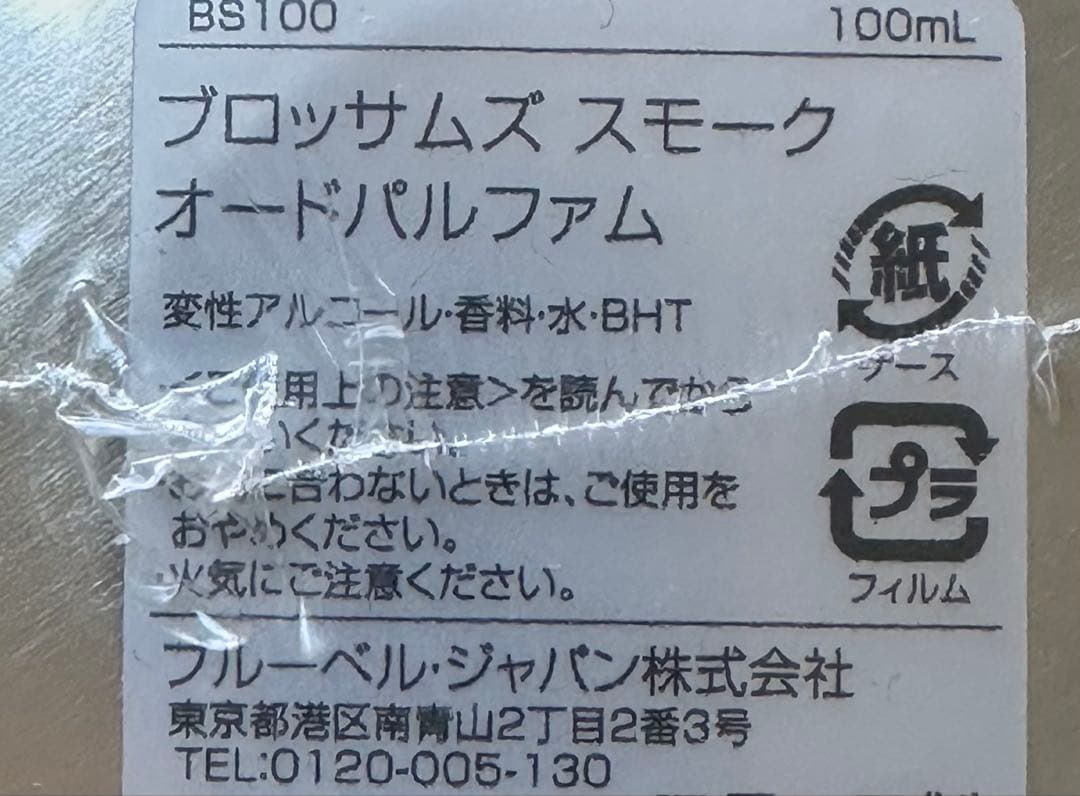 BS100 100mL
ブロッサムズ スモーク
オードパルファム
変性アルコール・香料・水・BHT
紙
ケース
用上の注意>を読んでから
ください。
に合わないときは、ご使用を
おやめください。
火気にご注意ください。
プラ
フィルム
ブルーベル・ジャパン株式会社
東京都港区南青山2丁目2番3号
TEL:0120-005-130